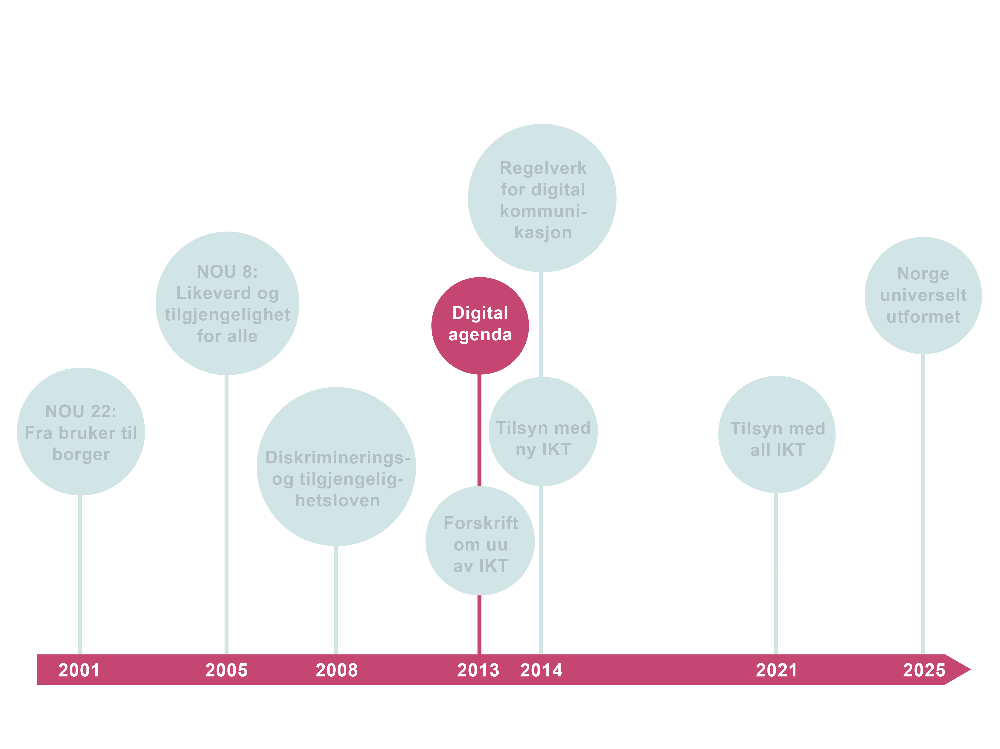 NOU 22:
Fra bruker til
borger
NOU 8:
Likeverd og
tilgjengelighet
for alle
Diskriminerings-
og tilgjengelig-
hetsloven
Digital
agenda
Forskrift
om uu
av IKT
Regelverk
for digital
kommuni-
kasjon
Tilsyn med
ny IKT
Tilsyn med
all IKT
Norge
universelt
utformet
2001 2005 2008 2013 2014 2021 2025